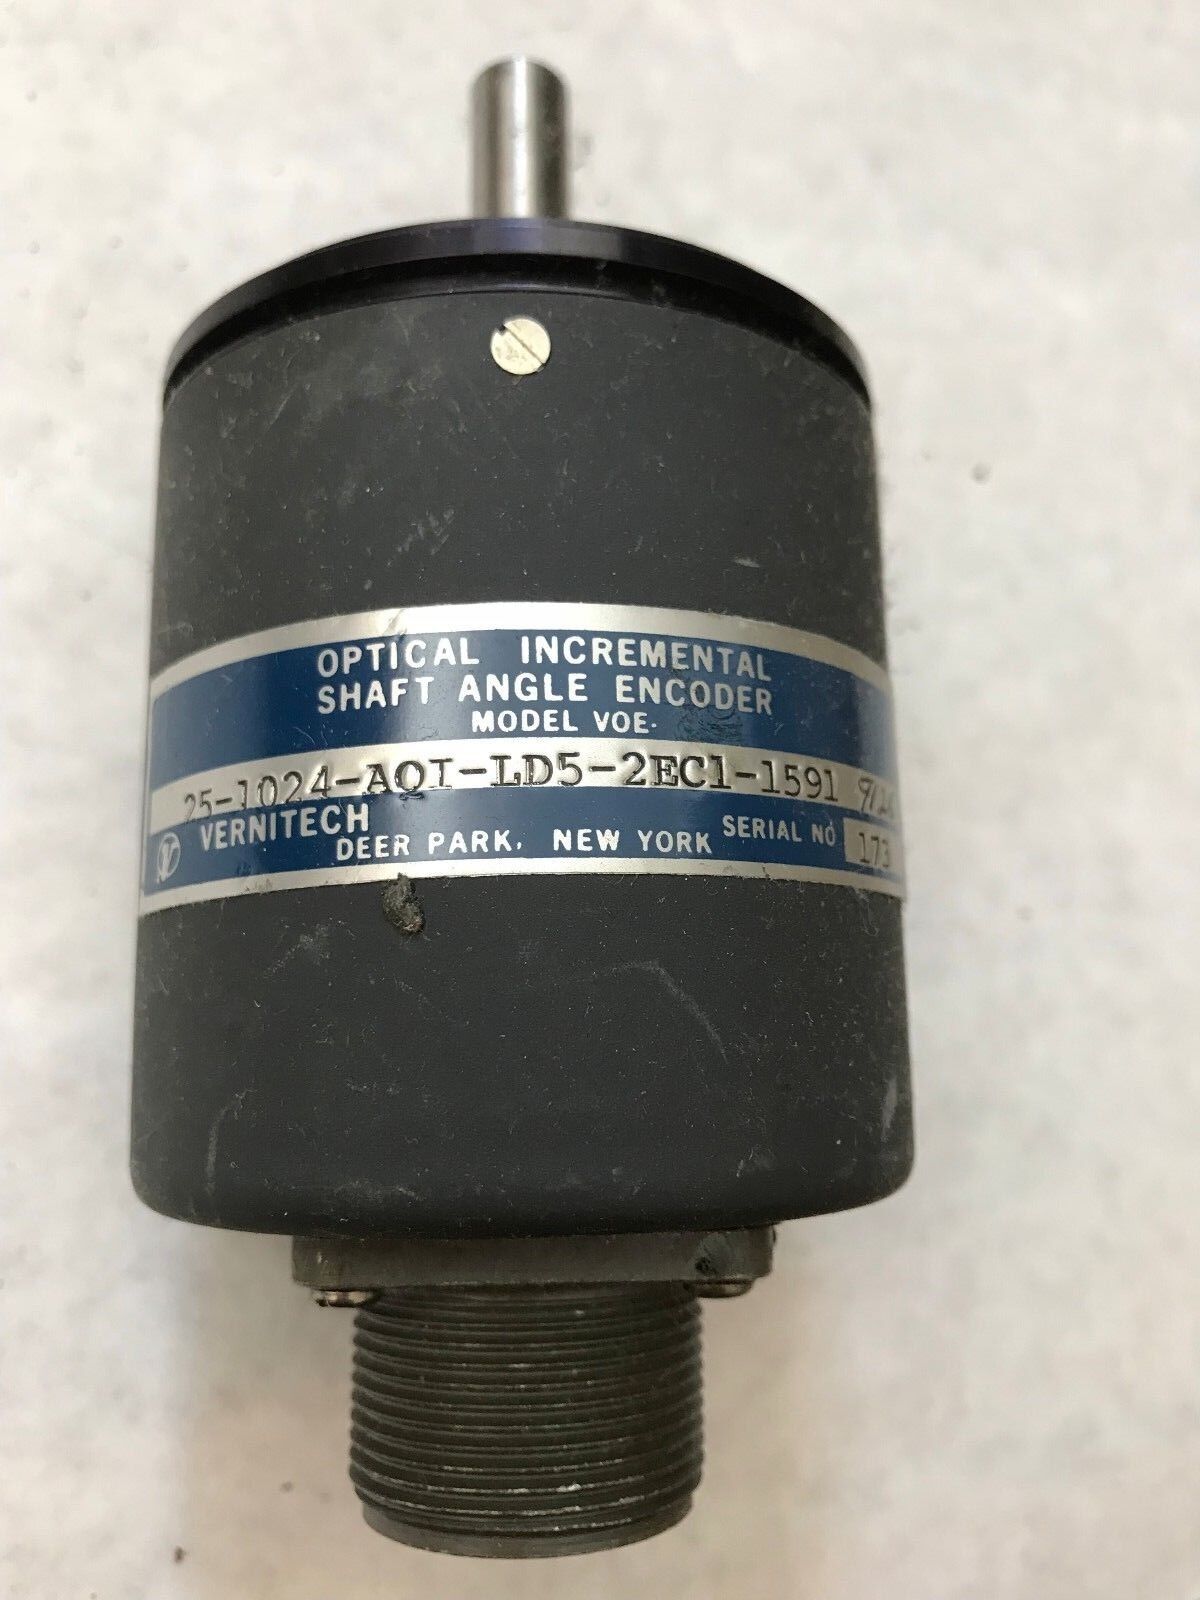 OPTICAL INCREMENTAL
SHAFT ANGLE ENCODER
MODEL VOE-
25-1024-AQI-LD5-2EC1-1591
VERNITECH
DEER PARK, NEW YORK
SERIAL NO 173